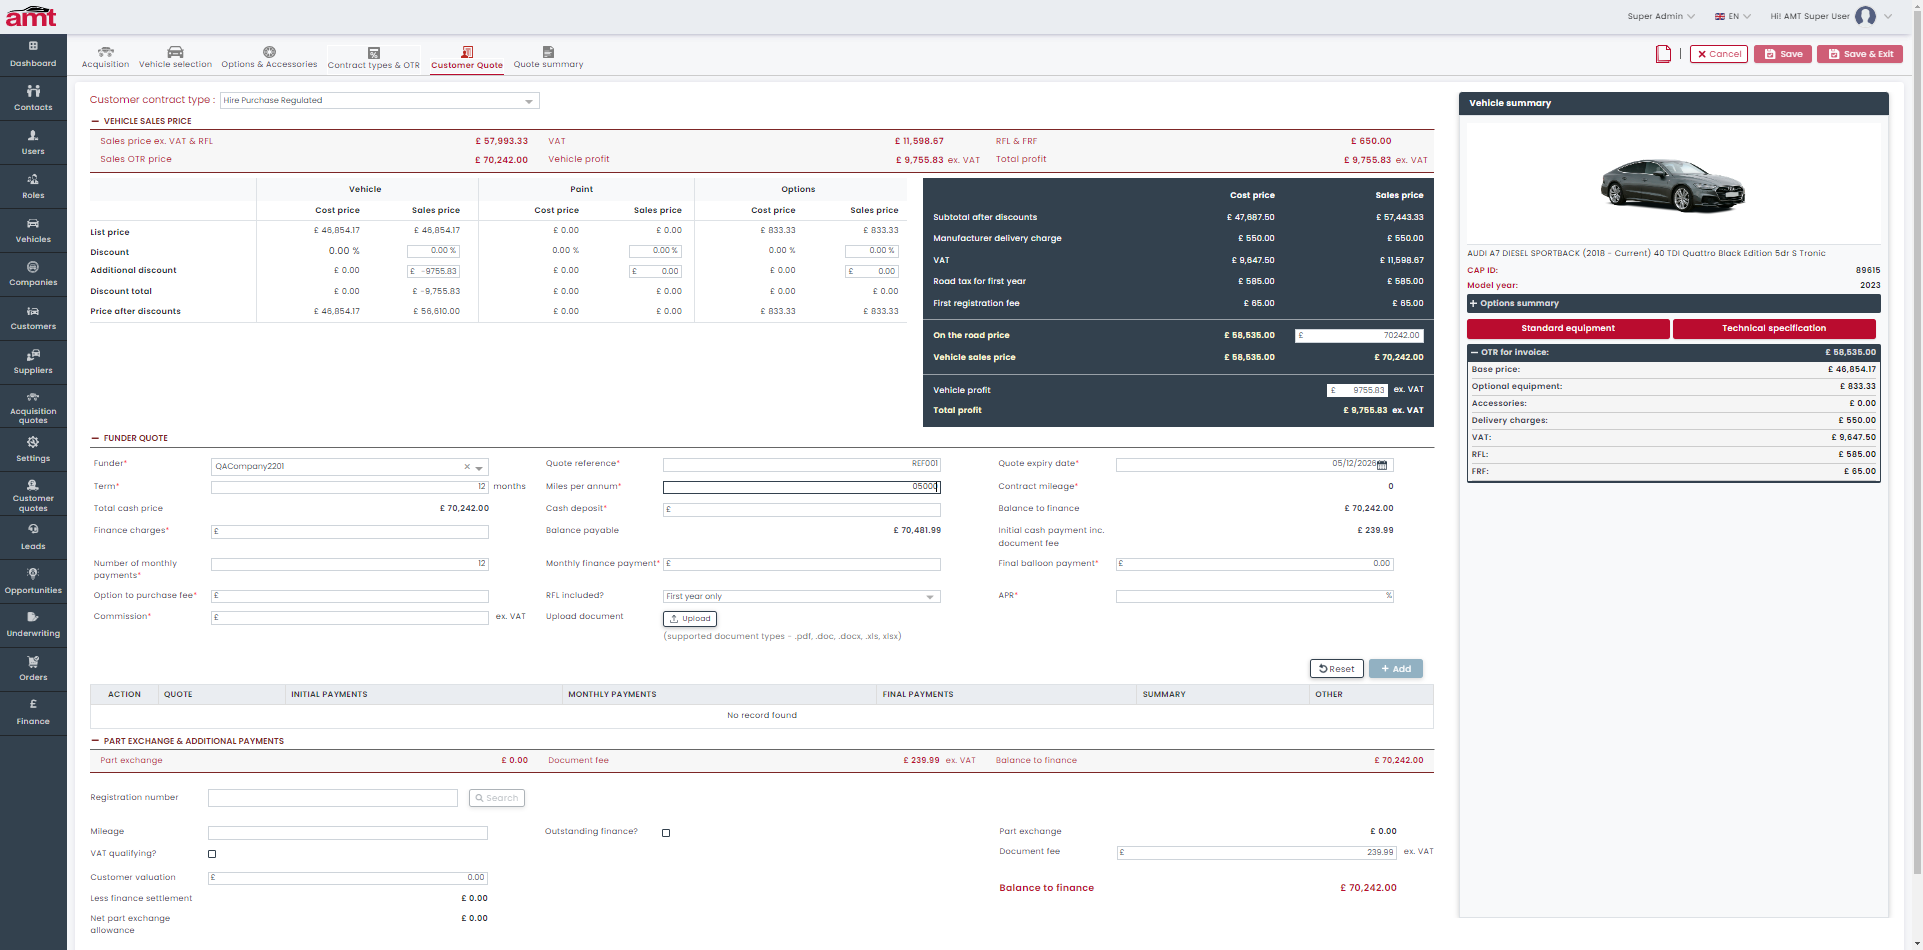 amt
Super Admin
EN
Hi! AMT Super User
Dashboard
Contacts
Users
Roles
Vehicles
Companies
Customers
Suppliers
Acquisition quotes
Settings
Customer quotes
Leads
Opportunities
Underwriting
Orders
Finance
Acquisition
Vehicle selection
Options & Accessories
Contract types & OTR
Customer Quote
Quote summary
Cancel
Save
Save & Exit
Customer contract type : Hire Purchase Regulated
VEHICLE SALES PRICE
Sales price ex. VAT & RFL £ 57,993.33 VAT £ 11,598.67 RFL & FRF £ 650.00
Sales OTR price £ 70,242.00 Vehicle profit £ 9,755.83 ex. VAT Total profit £ 9,755.83 ex. VAT
Vehicle Paint Options
Cost price Sales price Cost price Sales price Cost price Sales price
List price £ 46,854.17 £ 46,854.17 £ 0.00 £ 0.00 £ 833.33 £ 833.33
Discount 0.00 % 0.00 % 0.00 % 0.00 % 0.00 % 0.00 %
Additional discount £ 0.00 £ -9755.83 £ 0.00 £ 0.00 £ 0.00 £ 0.00
Discount total £ 0.00 £ -9,755.83 £ 0.00 £ 0.00 £ 0.00 £ 0.00
Price after discounts £ 46,854.17 £ 56,610.00 £ 0.00 £ 0.00 £ 833.33 £ 833.33
Cost price Sales price
Subtotal after discounts £ 47,687.50 £ 57,443.33
Manufacturer delivery charge £ 550.00 £ 550.00
VAT £ 9,647.50 £ 11,598.67
Road tax for first year £ 585.00 £ 585.00
First registration fee £ 65.00 £ 65.00
On the road price £ 58,535.00 £ 70242.00
Vehicle sales price £ 58,535.00 £ 70,242.00
Vehicle profit £ 9755.83 ex. VAT
Total profit £ 9,755.83 ex. VAT
FUNDER QUOTE
Funder* QACompany2201 Quote reference* REF001 Quote expiry date* 05/12/2026
Term* 12 months Miles per annum* 05000 Contract mileage* 0
Total cash price £ 70,242.00 Cash deposit* £ Balance to finance £ 70,242.00
Finance charges* £ Balance payable £ 70,481.99 Initial cash payment inc. document fee £ 239.99
Number of monthly payments* 12 Monthly finance payment* £ Final balloon payment* £ 0.00
Option to purchase fee* £ RFL included? First year only APR* %
Commission* £ ex. VAT Upload document Upload
(supported document types - .pdf, .doc, .docx, .xls, xlsx)
Reset + Add
ACTION QUOTE INITIAL PAYMENTS MONTHLY PAYMENTS FINAL PAYMENTS SUMMARY OTHER
No record found
PART EXCHANGE & ADDITIONAL PAYMENTS
Part exchange £ 0.00 Document fee £ 239.99 ex. VAT Balance to finance £ 70,242.00
Registration number Search
Mileage Outstanding finance? Part exchange £ 0.00
VAT qualifying? Document fee £ 239.99 ex. VAT
Customer valuation £ 0.00
Balance to finance £ 70,242.00
Less finance settlement £ 0.00
Net part exchange allowance £ 0.00
Vehicle summary
AUDI A7 DIESEL SPORTBACK (2018 - Current) 40 TDI Quattro Black Edition 5dr S Tronic
CAP ID: 89615
Model year: 2023
+ Options summary
Standard equipment
Technical specification
OTR for invoice: £ 58,535.00
Base price: £ 46,854.17
Optional equipment: £ 833.33
Accessories: £ 0.00
Delivery charges: £ 550.00
VAT: £ 9,647.50
RFL: £ 585.00
FRF: £ 65.00